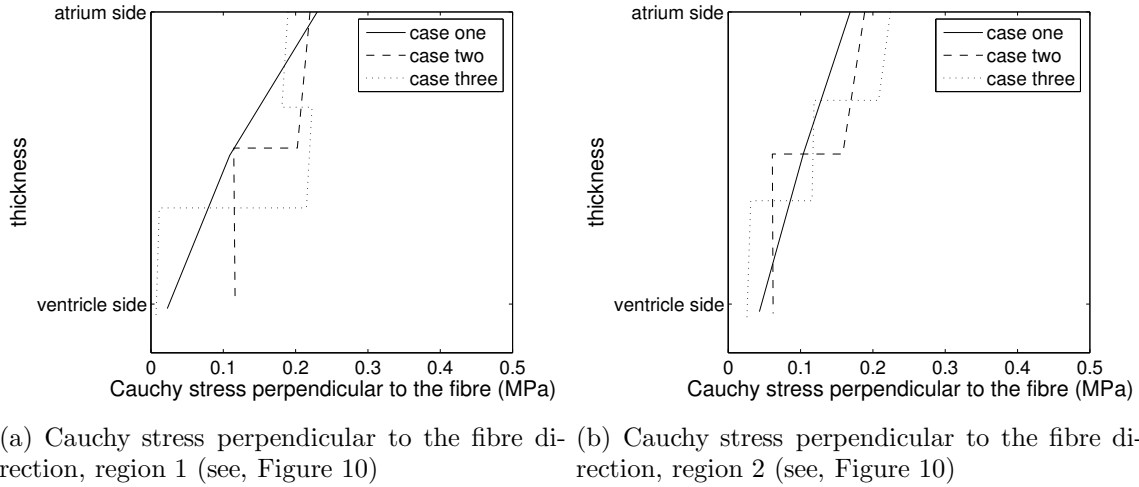 atrium side
case one
case two
case three
thickness
ventricle side
0 0.1 0.2 0.3 0.4 0.5
Cauchy stress perpendicular to the fibre (MPa)
(a) Cauchy stress perpendicular to the fibre di-
rection, region 1 (see, Figure 10)
atrium side
case one
case two
case three
thickness
ventricle side
0 0.1 0.2 0.3 0.4 0.5
Cauchy stress perpendicular to the fibre (MPa)
(b) Cauchy stress perpendicular to the fibre di-
rection, region 2 (see, Figure 10)